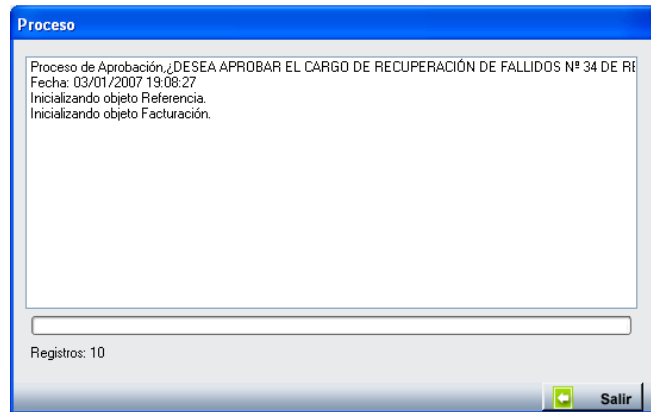 Proceso
Proceso de Aprobación,¿DESEA APROBAR EL CARGO DE RECUPERACIÓN DE FALLIDOS Nº 34 DE RE
Fecha: 03/01/2007 19:08:27
Inicializando objeto Referencia.
Inicializando objeto Facturación.
Registros: 10
Salir